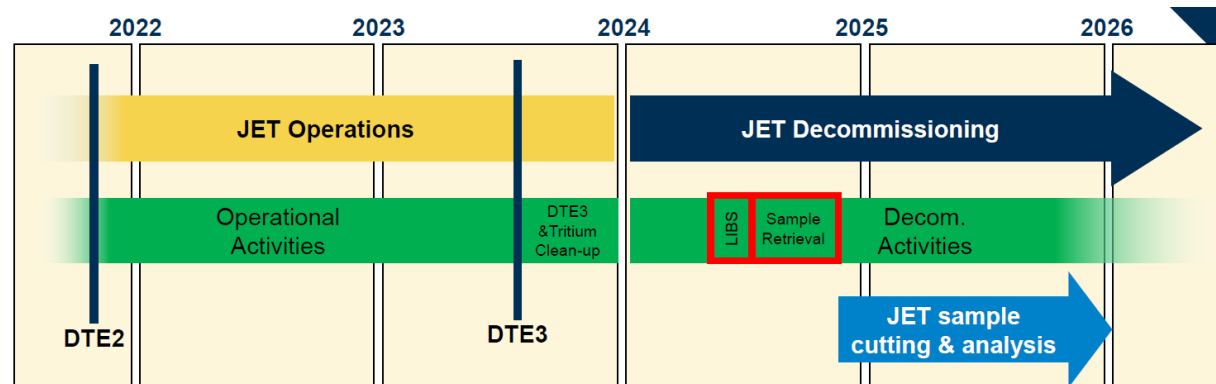 2022
2023
2024
2025
2026
JET Operations
JET Decommissioning
Operational
Activities
DTE3
&Tritium
Clean-up
LIBS
Sample
Retrieval
Decom.
Activities
DTE2
DTE3
JET sample
cutting & analysis